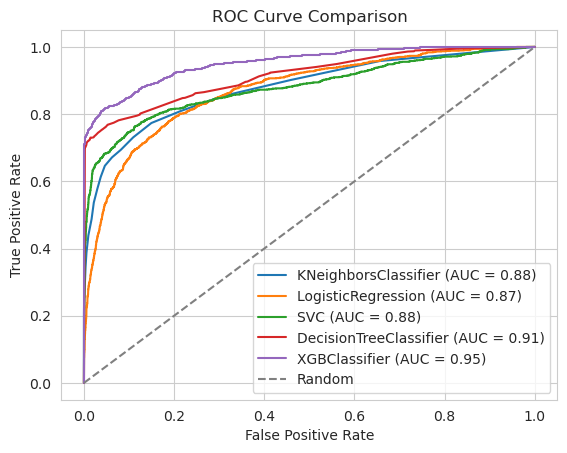 ROC Curve Comparison
True Positive Rate
1.0
0.8
0.6
0.4
0.2
0.0
KNeighborsClassifier (AUC = 0.88)
LogisticRegression (AUC = 0.87)
SVC (AUC = 0.88)
DecisionTreeClassifier (AUC = 0.91)
XGBClassifier (AUC = 0.95)
Random
0.0 0.2 0.4 0.6 0.8 1.0
False Positive Rate